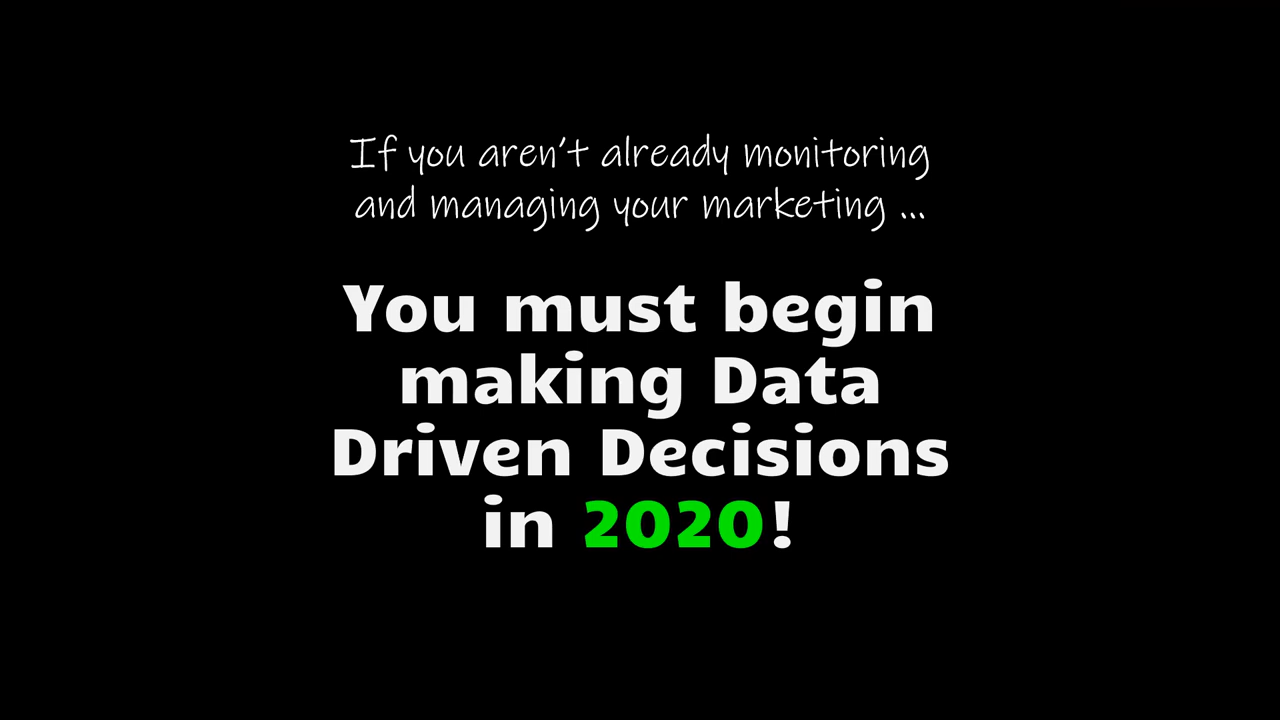 If you aren't already monitoring
and managing your marketing ...
You must begin
making Data
Driven Decisions
in 2020!